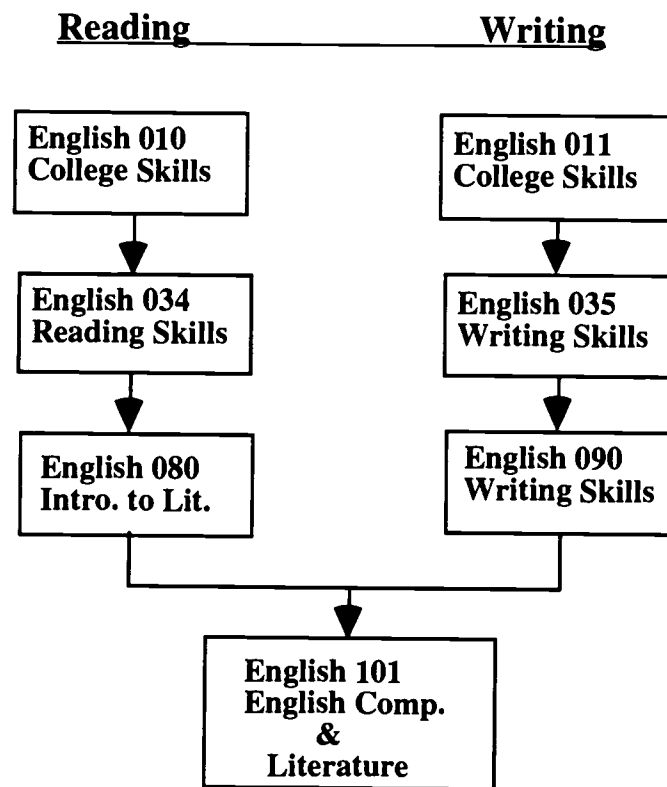 Reading
Writing
English 010
College Skills
English 011
College Skills
English 034
Reading Skills
English 035
Writing Skills
English 080
Intro. to Lit.
English 090
Writing Skills
English 101
English Comp.
&
Literature